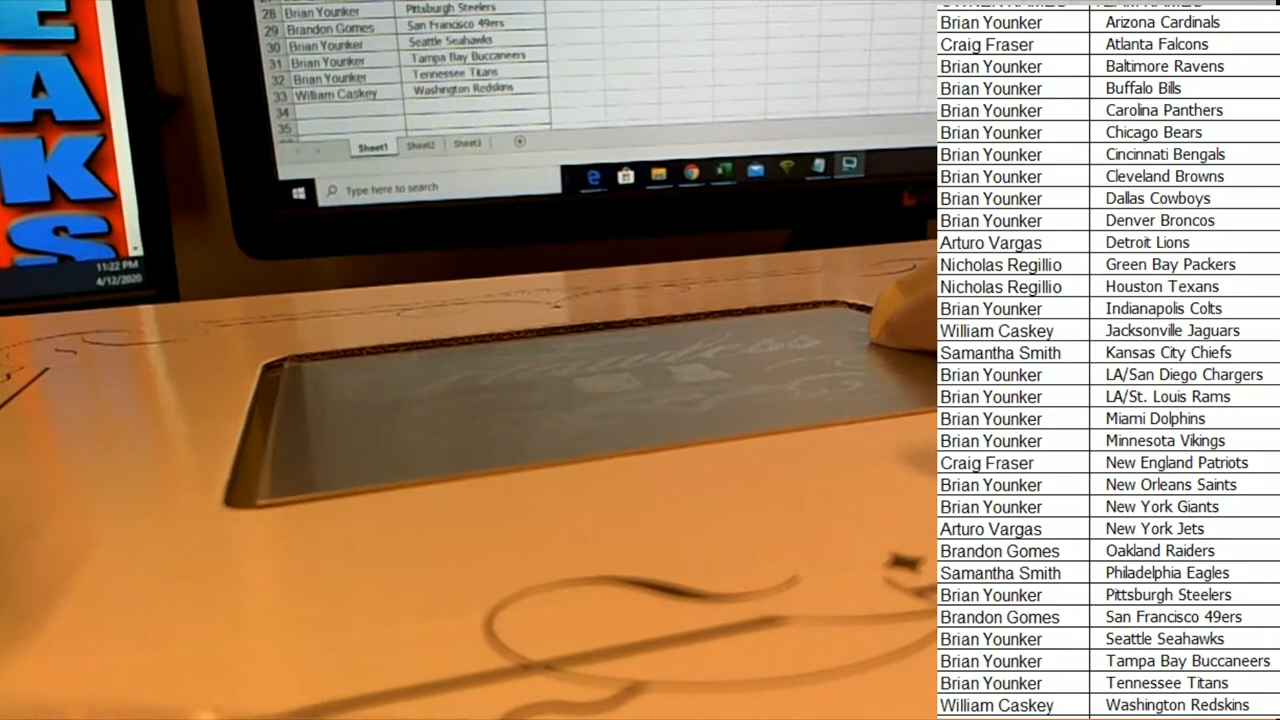 EAKS
11:22 PM
4/12/2020
28 Brian Younker Pittsburgh Steelers
29 Brandon Gomes San Francisco 49ers
30 Brian Younker Seattle Seahawks
31 Brian Younker Tampa Bay Buccaneers
32 Brian Younker Tennessee Titans
33 William Caskey Washington Redskins
34
35
Sheet1 Sheet2 Sheet3
Type here to search
Brian Younker Arizona Cardinals
Craig Fraser Atlanta Falcons
Brian Younker Baltimore Ravens
Brian Younker Buffalo Bills
Brian Younker Carolina Panthers
Brian Younker Chicago Bears
Brian Younker Cincinnati Bengals
Brian Younker Cleveland Browns
Brian Younker Dallas Cowboys
Brian Younker Denver Broncos
Arturo Vargas Detroit Lions
Nicholas Regillio Green Bay Packers
Nicholas Regillio Houston Texans
Brian Younker Indianapolis Colts
William Caskey Jacksonville Jaguars
Samantha Smith Kansas City Chiefs
Brian Younker LA/San Diego Chargers
Brian Younker LA/St. Louis Rams
Brian Younker Miami Dolphins
Brian Younker Minnesota Vikings
Craig Fraser New England Patriots
Brian Younker New Orleans Saints
Brian Younker New York Giants
Arturo Vargas New York Jets
Brandon Gomes Oakland Raiders
Samantha Smith Philadelphia Eagles
Brian Younker Pittsburgh Steelers
Brandon Gomes San Francisco 49ers
Brian Younker Seattle Seahawks
Brian Younker Tampa Bay Buccaneers
Brian Younker Tennessee Titans
William Caskey Washington Redskins